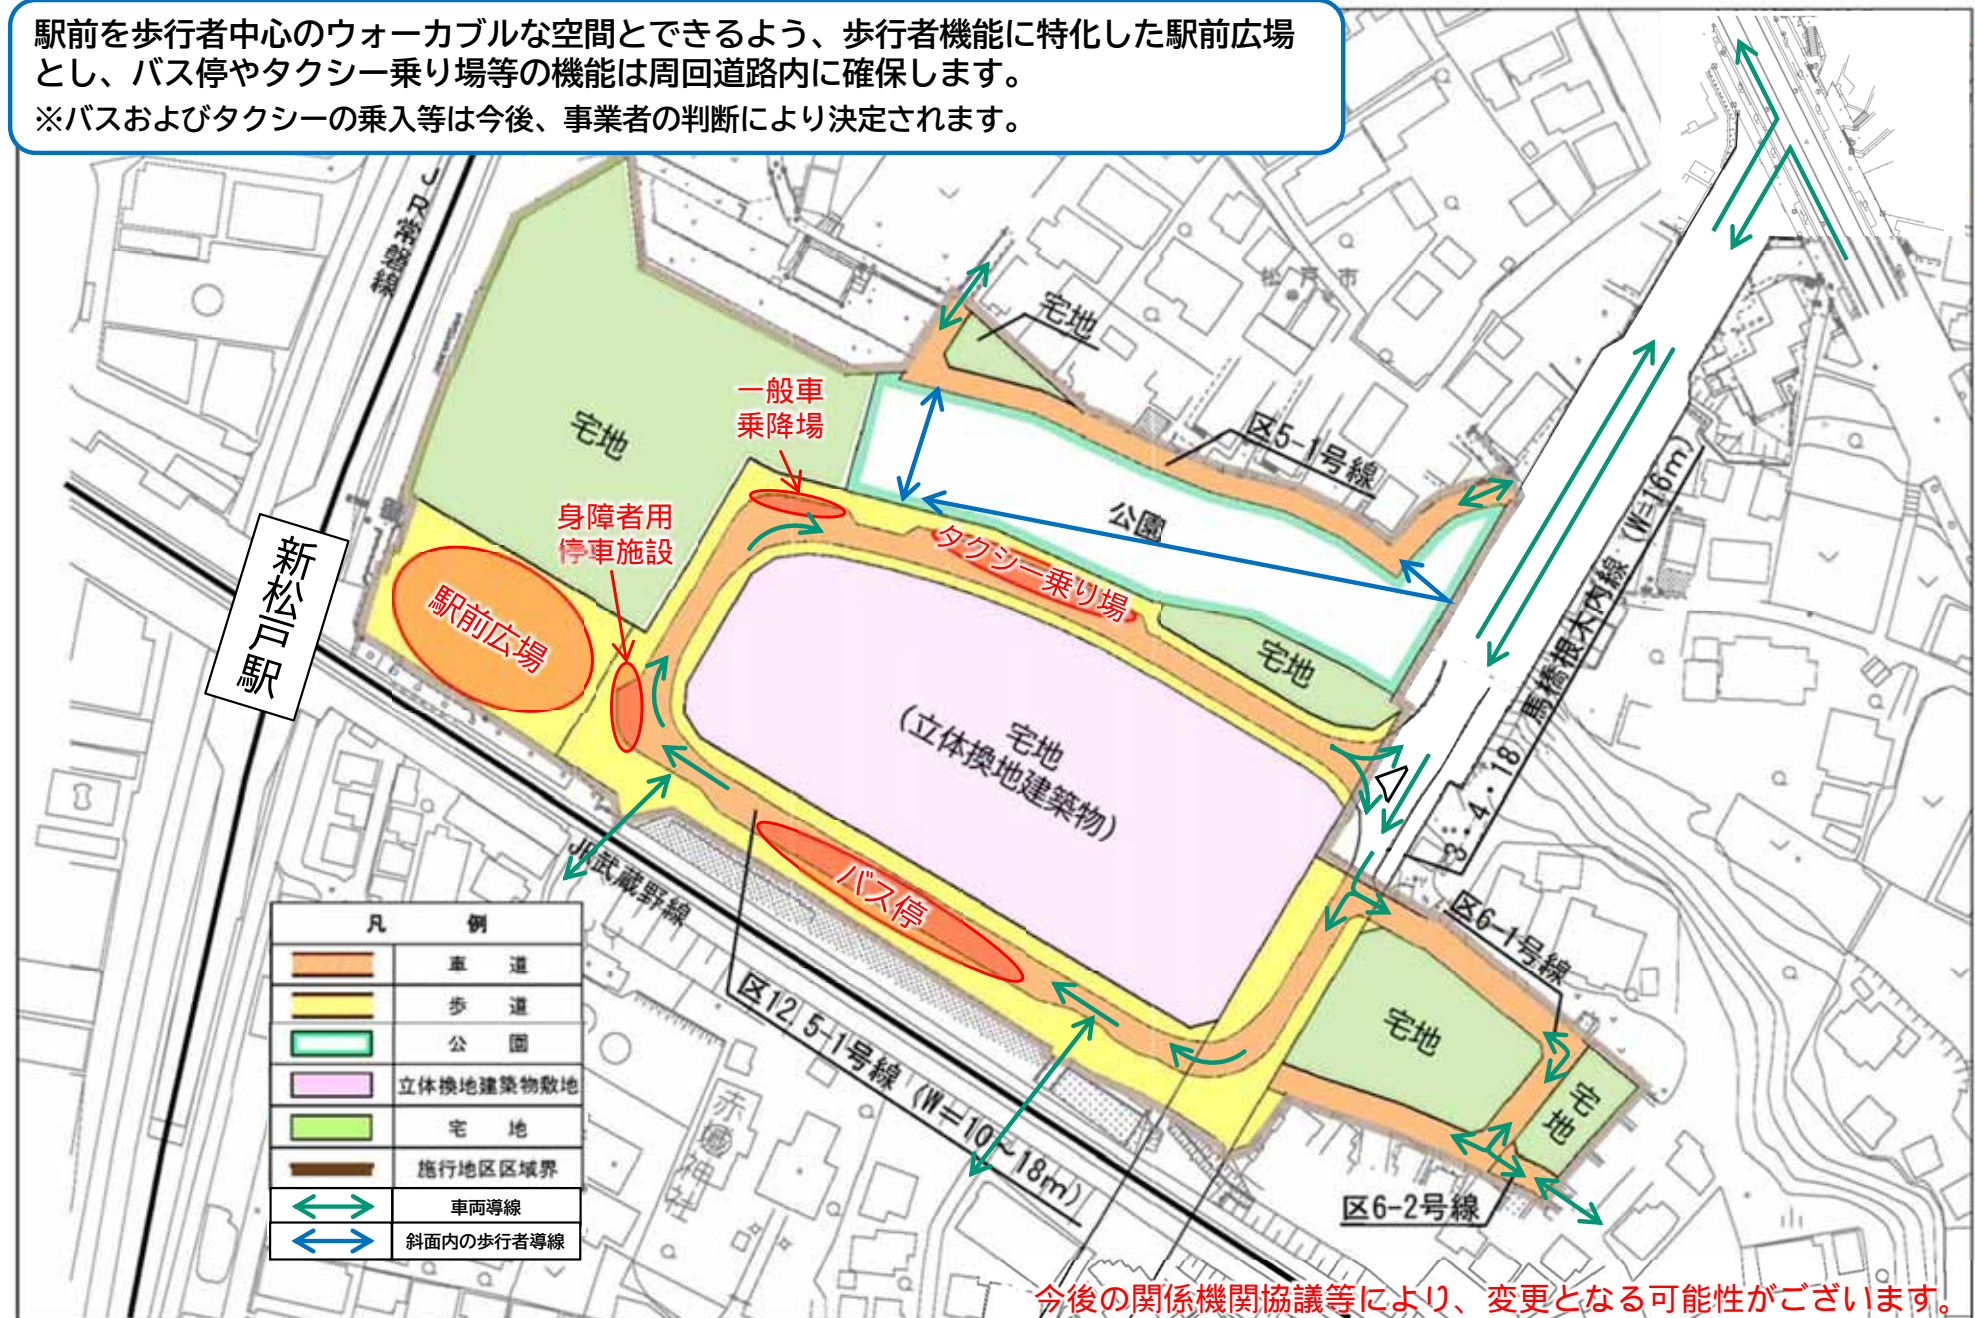 駅前を歩行者中心のウォーカブルな空間とできるよう、歩行者機能に特化した駅前広場
とし、バス停やタクシー乗り場等の機能は周回道路内に確保します。
※バスおよびタクシーの乗入等は今後、事業者の判断により決定されます。
JR常磐線
松戸市
宅地
一般車
乗降場
宅地
区5-1号線
公園
身障者用
停車施設
タクシー乗り場
新松戸駅
駅前広場
宅地
宅地
(立体換地建築物)
3・4・18 馬橋根木内線 (W=16m)
バス停
JR武蔵野線
区6-1号線
区12.5-1号線 (W=10~18m)
宅地
宅地
区6-2号線
赤城神社
凡 例
車 道
歩 道
公 園
立体換地建築物敷地
宅 地
施行地区区域界
車両導線
斜面内の歩行者導線
今後の関係機関協議等により、変更となる可能性がございます。